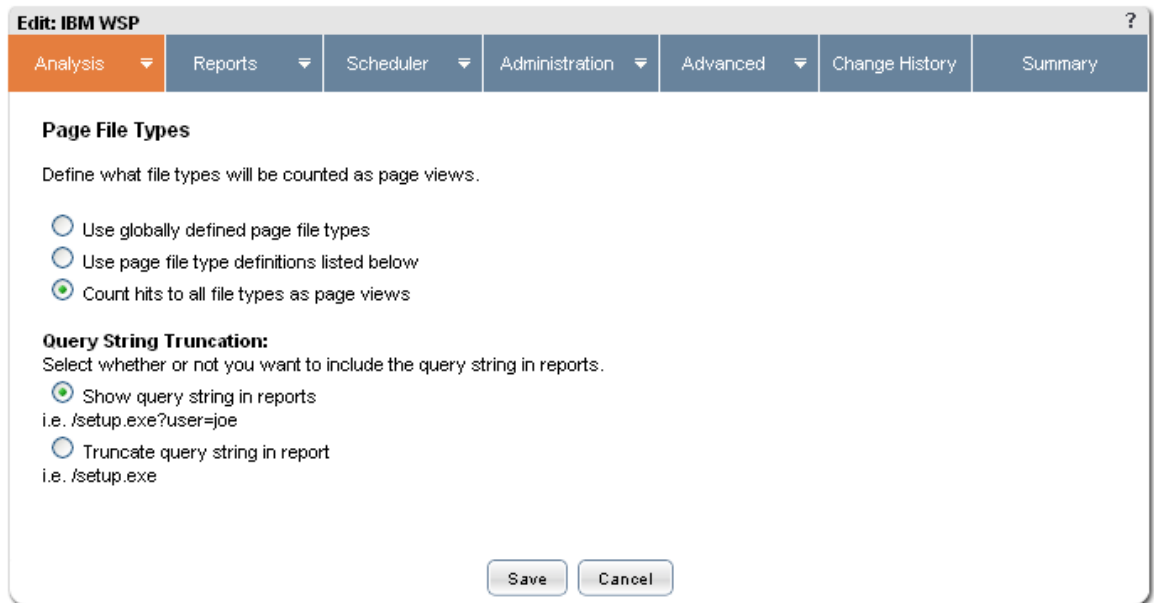 Edit: IBM WSP ?
Analysis Reports Scheduler Administration Advanced Change History Summary
Page File Types
Define what file types will be counted as page views.
Use globally defined page file types
Use page file type definitions listed below
Count hits to all file types as page views
Query String Truncation:
Select whether or not you want to include the query string in reports.
Show query string in reports
i.e. /setup.exe?user=joe
Truncate query string in report
i.e. /setup.exe
Save Cancel